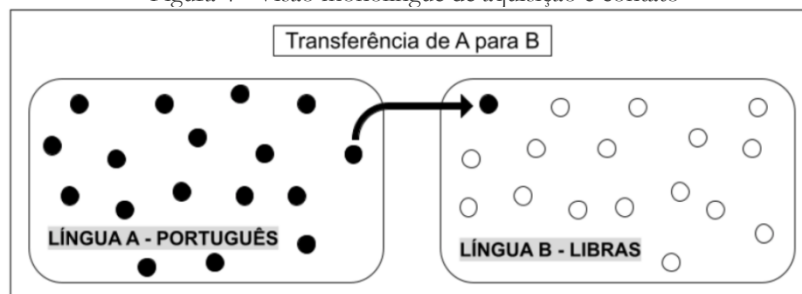 Transferência de A para B
LÍNGUA A - PORTUGUÊS
LÍNGUA B - LIBRAS